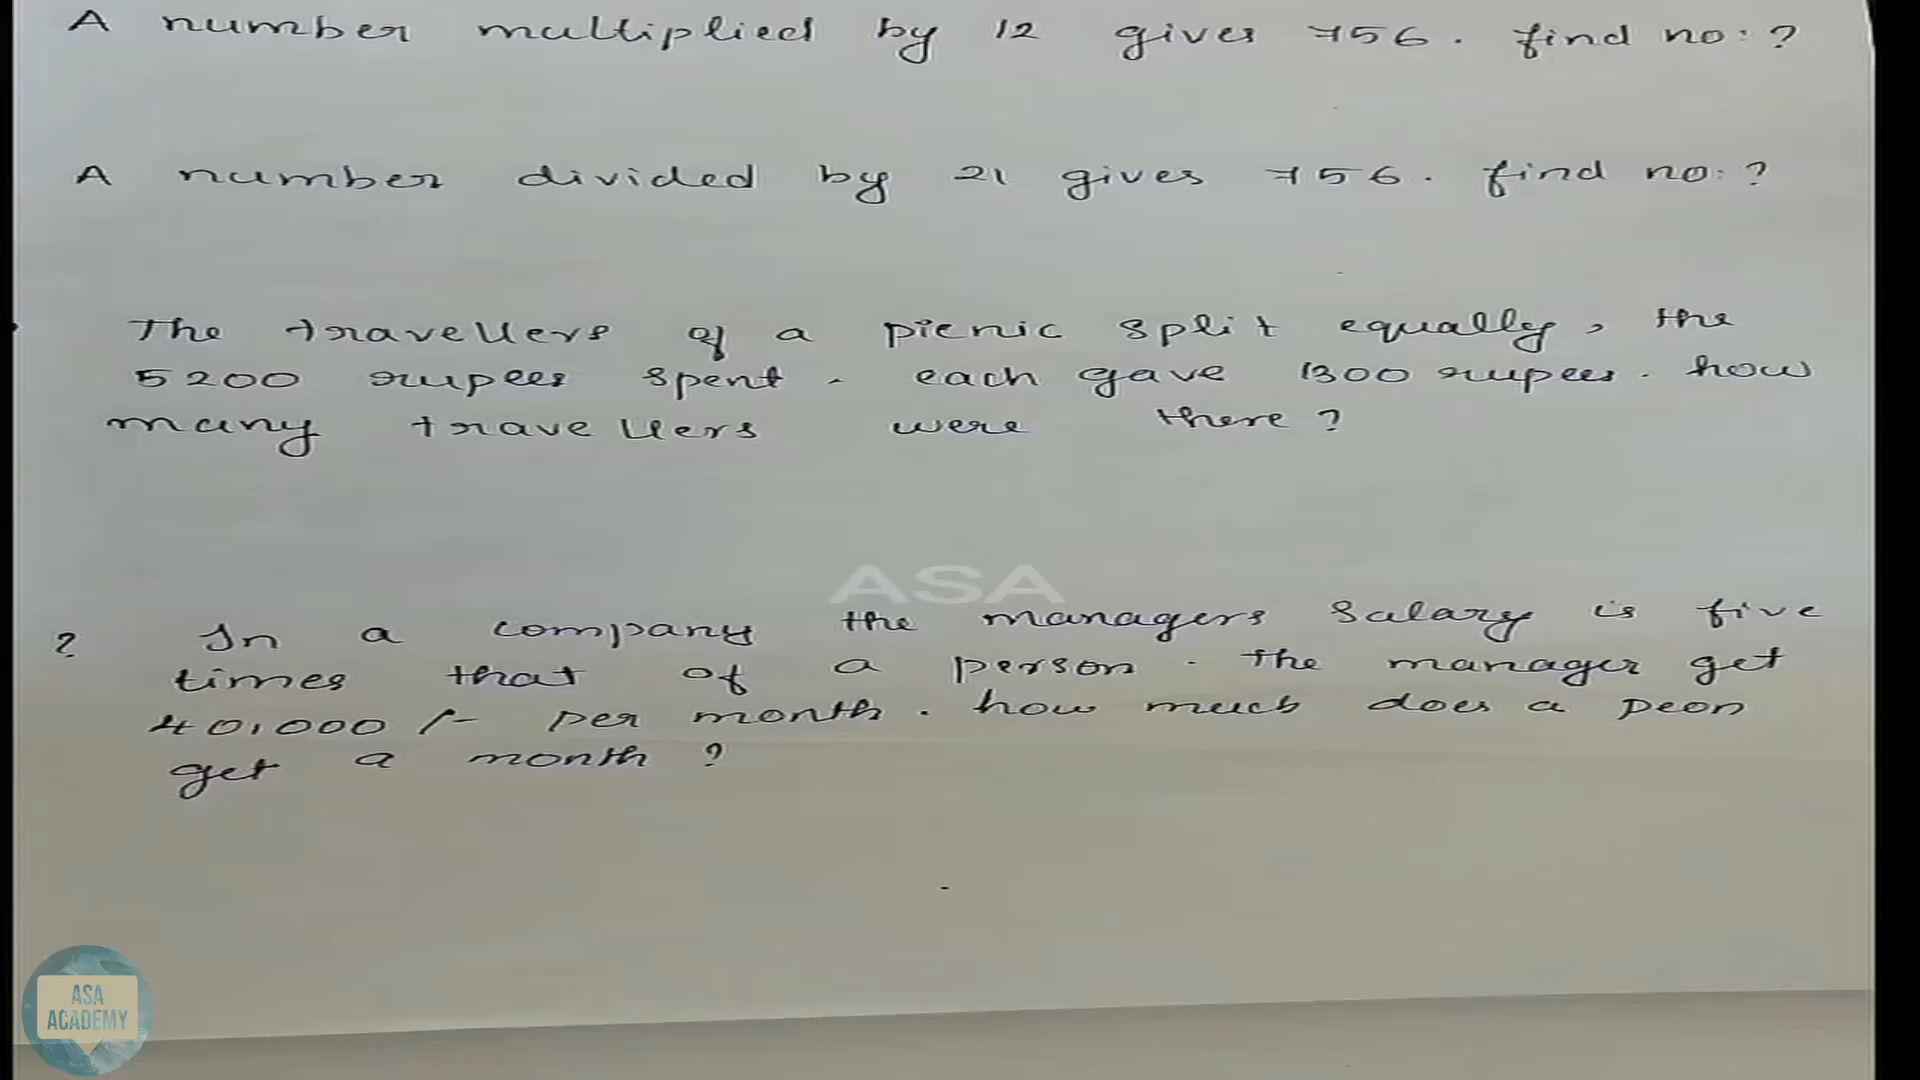 A number multiplied by 12 gives 756. find no:?
A number divided by 21 gives 756. find no:?
The travellers of a picnic split equally, the
5200 rupees spent. each gave 1300 rupees. how
many travellers were there?
ASA
? In a company the managers salary is five
times that of a person. The manager get
40,000/- per month. how much does a peon
get a month?
ASA
ACADEMY